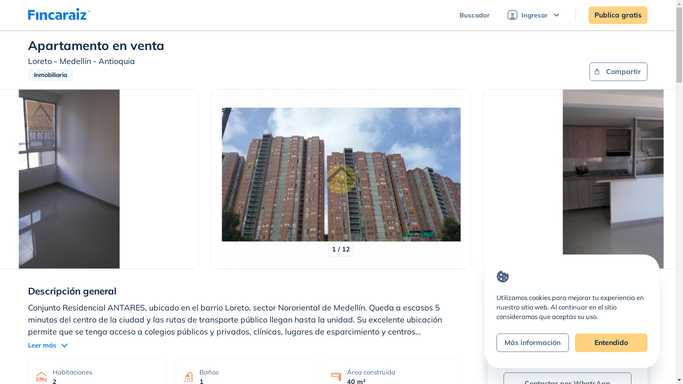 Fincaraiz
Buscador
Ingresar
Publica gratis
Apartamento en venta
Loreto - Medellín - Antioquia
Inmobiliaria
Compartir
1 / 12
Descripción general
Conjunto Residencial ANTARES, ubicado en el barrio Loreto, sector Nororiental de Medellín. Queda a escasos 5
minutos del centro de la ciudad y las rutas de transporte público llegan hasta la unidad. Su excelente ubicación
permite que se tenga acceso a colegios públicos y privados, clínicas, lugares de esparcimiento y centros...
Leer más
Habitaciones
2
Baños
1
Área construida
40 m²
Utilizamos cookies para mejorar tu experiencia en
nuestro sitio web. Al continuar en el sitio
consideramos que aceptas su uso.
Más información
Entendido
Contactar por WhatsApp